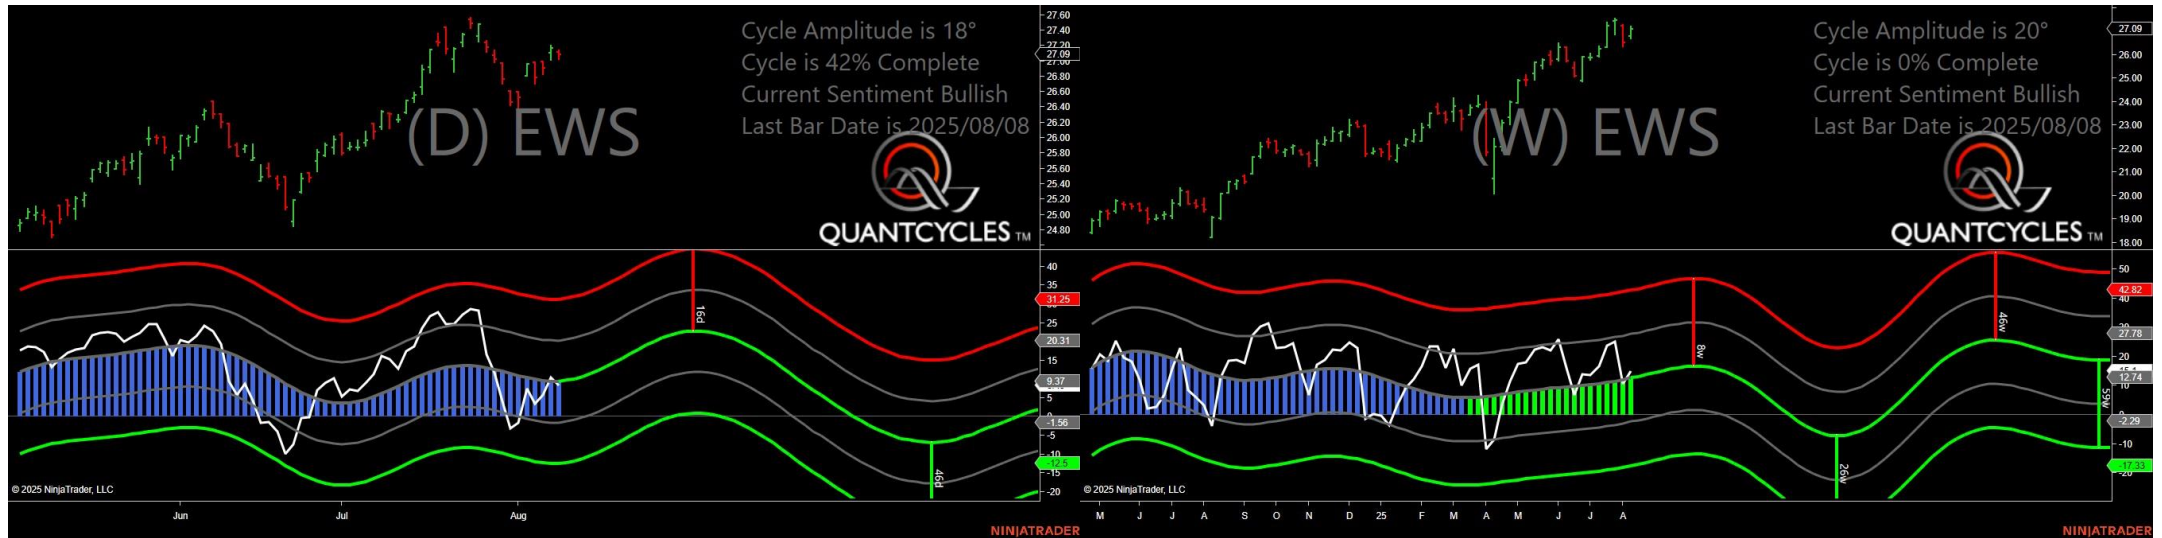 Cycle Amplitude is 18°
Cycle is 42% Complete
Current Sentiment Bullish
Last Bar Date is 2025/08/08
(D) EWS
QUANTCYCLES TM
27.60
27.40
27.20
27.09
27.00
26.80
26.60
26.40
26.20
26.00
25.80
25.60
25.40
25.20
25.00
24.80
40
35
31.25
25
20.31
15
9.37
5
0
-1.56
-5
-10
-12.5
-15
-20
16d
46d
© 2025 NinjaTrader, LLC
Jun Jul Aug
NINJATRADER
Cycle Amplitude is 20°
Cycle is 0% Complete
Current Sentiment Bullish
Last Bar Date is 2025/08/08
(W) EWS
QUANTCYCLES TM
27.09
26.00
25.00
24.00
23.00
22.00
21.00
20.00
19.00
18.00
50
42.82
40
27.78
20
12.74
10
-2.29
-10
-17.33
8w
26w
46w
59w
© 2025 NinjaTrader, LLC
M J J A S O N D 25 F M A M J J A
NINJATRADER